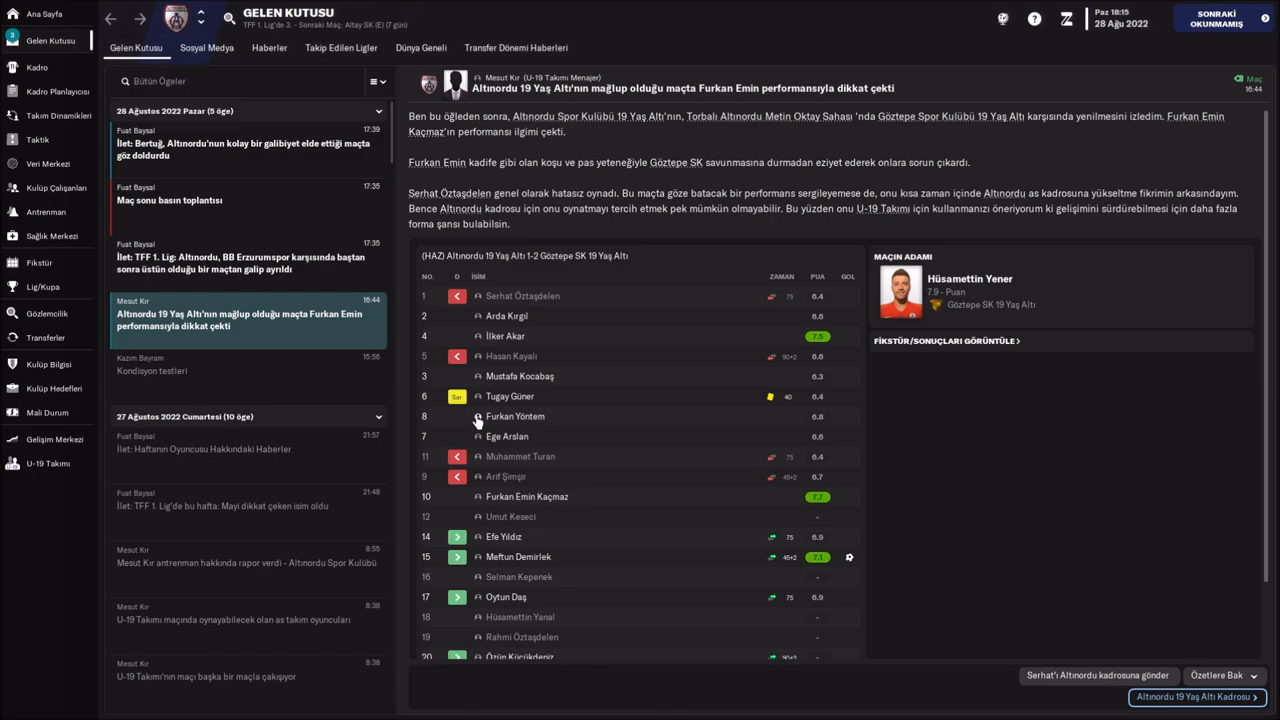 Ana Sayfa
3
Gelen Kutusu
Kadro
Kadro Planlayıcısı
Takım Dinamikleri
Taktik
Veri Merkezi
Kulüp Çalışanları
Antrenman
Sağlık Merkezi
Fikstür
Lig/Kupa
Gözlemcilik
Transferler
Kulüp Bilgisi
Kulüp Hedefleri
Mali Durum
Gelişim Merkezi
U-19 Takımı
GELEN KUTUSU
TFF 1. Lig'de 3. - Sonraki Maç: Altay SK (E) (7 gün)
Paz 18:15
28 Ağu 2022
SONRAKİ
OKUNMAMIŞ
Gelen Kutusu
Sosyal Medya
Haberler
Takip Edilen Ligler
Dünya Geneli
Transfer Dönemi Haberleri
Bütün Ögeler
28 Ağustos 2022 Pazar (5 öge)
Fuat Baysal 17:39
İlet: Bertuğ, Altınordu'nun kolay bir galibiyet elde ettiği maçta
göz doldurdu
Fuat Baysal 17:35
Maç sonu basın toplantısı
Fuat Baysal 17:35
İlet: TFF 1. Lig: Altınordu, BB Erzurumspor karşısında baştan
sonra üstün olduğu bir maçtan galip ayrıldı
Mesut Kır 16:44
Altınordu 19 Yaş Altı'nın mağlup olduğu maçta Furkan Emin
performansıyla dikkat çekti
Kazım Bayram 15:56
Kondisyon testleri
27 Ağustos 2022 Cumartesi (10 öge)
Fuat Baysal 21:57
İlet: Haftanın Oyuncusu Hakkındaki Haberler
Fuat Baysal 21:48
İlet: TFF 1. Lig'de bu hafta: Mayi dikkat çeken isim oldu
Mesut Kır 8:55
Mesut Kır antrenman hakkında rapor verdi - Altınordu Spor Kulübü
Mesut Kır 8:38
U-19 Takımı maçında oynayabilecek olan as takım oyuncuları
Mesut Kır 8:38
U-19 Takımı'nın maçı başka bir maçla çakışıyor
Mesut Kır (U-19 Takımı Menajer)
Altınordu 19 Yaş Altı'nın mağlup olduğu maçta Furkan Emin performansıyla dikkat çekti
Maç
16:44
Ben bu öğleden sonra, Altınordu Spor Kulübü 19 Yaş Altı'nın, Torbalı Altınordu Metin Oktay Sahası 'nda Göztepe Spor Kulübü 19 Yaş Altı karşısında yenilmesini izledim. Furkan Emin
Kaçmaz'ın performansı ilgimi çekti.
Furkan Emin kadife gibi olan koşu ve pas yeteneğiyle Göztepe SK savunmasına durmadan eziyet ederek onlara sorun çıkardı.
Serhat Öztaşdelen genel olarak hatasız oynadı. Bu maçta göze batacak bir performans sergileyemese de, onu kısa zaman içinde Altınordu as kadrosuna yükseltme fikrimin arkasındayım.
Bence Altınordu kadrosu için onu oynatmayı tercih etmek pek mümkün olmayabilir. Bu yüzden onu U-19 Takımı için kullanmanızı öneriyorum ki gelişimini sürdürebilmesi için daha fazla
forma şansı bulabilsin.
(HAZ) Altınordu 19 Yaş Altı 1-2 Göztepe SK 19 Yaş Altı
NO. D İSİM ZAMAN PUA GOL
1 Serhat Öztaşdelen 75 6.4
2 Arda Kırgıl 6.6
4 İlker Akar 7.5
5 Hasan Kayalı 90+2 6.6
3 Mustafa Kocabaş 6.3
6 Sar Tugay Güner 40 6.4
8 Furkan Yöntem 6.8
7 Ege Arslan 6.6
11 Muhammet Turan 75 6.4
9 Arif Şimşir 45+2 6.7
10 Furkan Emin Kaçmaz 7.7
12 Umut Keseci -
14 Efe Yıldız 75 6.9
15 Meftun Demirlek 45+2 7.1
16 Selman Kepenek -
17 Oytun Daş 75 6.9
18 Hüsamettin Yanal -
19 Rahmi Öztaşdelen -
20 Özün Küçükdeniz 90+2 -
MAÇIN ADAMI
Hüsamettin Yener
7.9 - Puan
Göztepe SK 19 Yaş Altı
FİKSTÜR/SONUÇLARI GÖRÜNTÜLE >
Serhat'ı Altınordu kadrosuna gönder
Özetlere Bak
Altınordu 19 Yaş Altı Kadrosu >